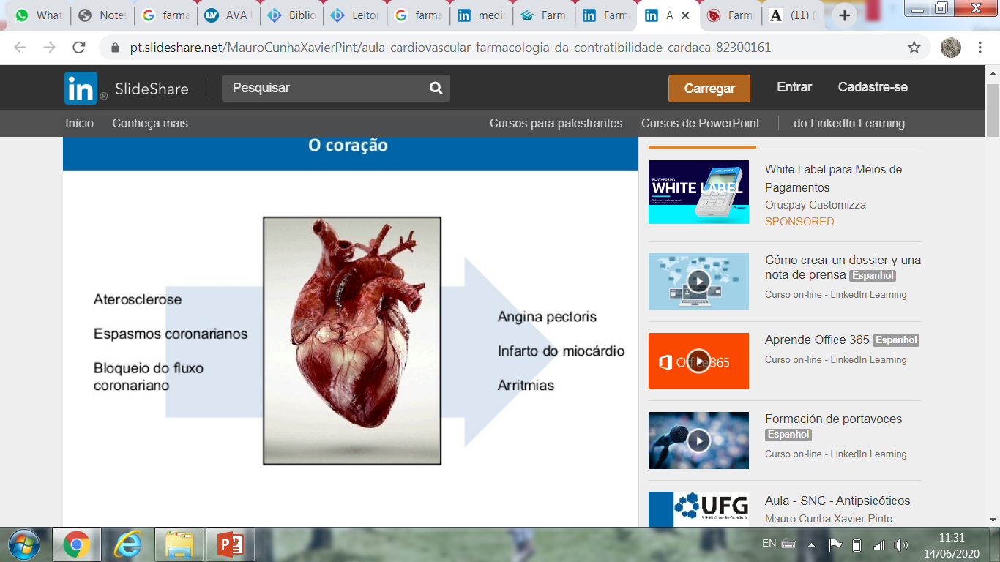 What
Notes
farma
AVA U
Biblio
Leitor
farma
medic
Farma
Farma
A
Farma
(11) (
pt.slideshare.net/MauroCunhaXavierPint/aula-cardiovascular-farmacologia-da-contratibilidade-cardaca-82300161
in SlideShare
Pesquisar
Carregar
Entrar
Cadastre-se
Início
Conheça mais
Cursos para palestrantes
Cursos de PowerPoint
do LinkedIn Learning
O coração
Aterosclerose
Espasmos coronarianos
Bloqueio do fluxo
coronariano
Angina pectoris
Infarto do miocárdio
Arritmias
PLATAFORMA
WHITE LABEL
White Label para Meios de
Pagamentos
Oruspay Customizza
SPONSORED
Cómo crear un dossier y una
nota de prensa Espanhol
Curso on-line - LinkedIn Learning
Office 365
Aprende Office 365 Espanhol
Curso on-line - LinkedIn Learning
Formación de portavoces
Espanhol
Curso on-line - LinkedIn Learning
UFG
Aula - SNC - Antipsicóticos
Mauro Cunha Xavier Pinto
EN
11:31
14/06/2020